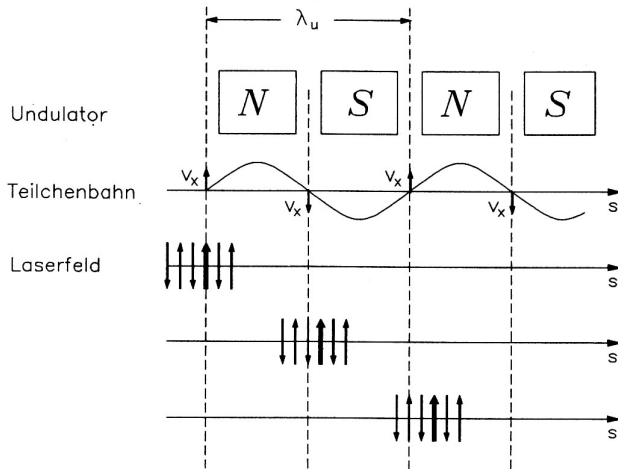 λu
Undulator N S N S
vx vx
Teilchenbahn s
vx vx
Laserfeld
s
s
s